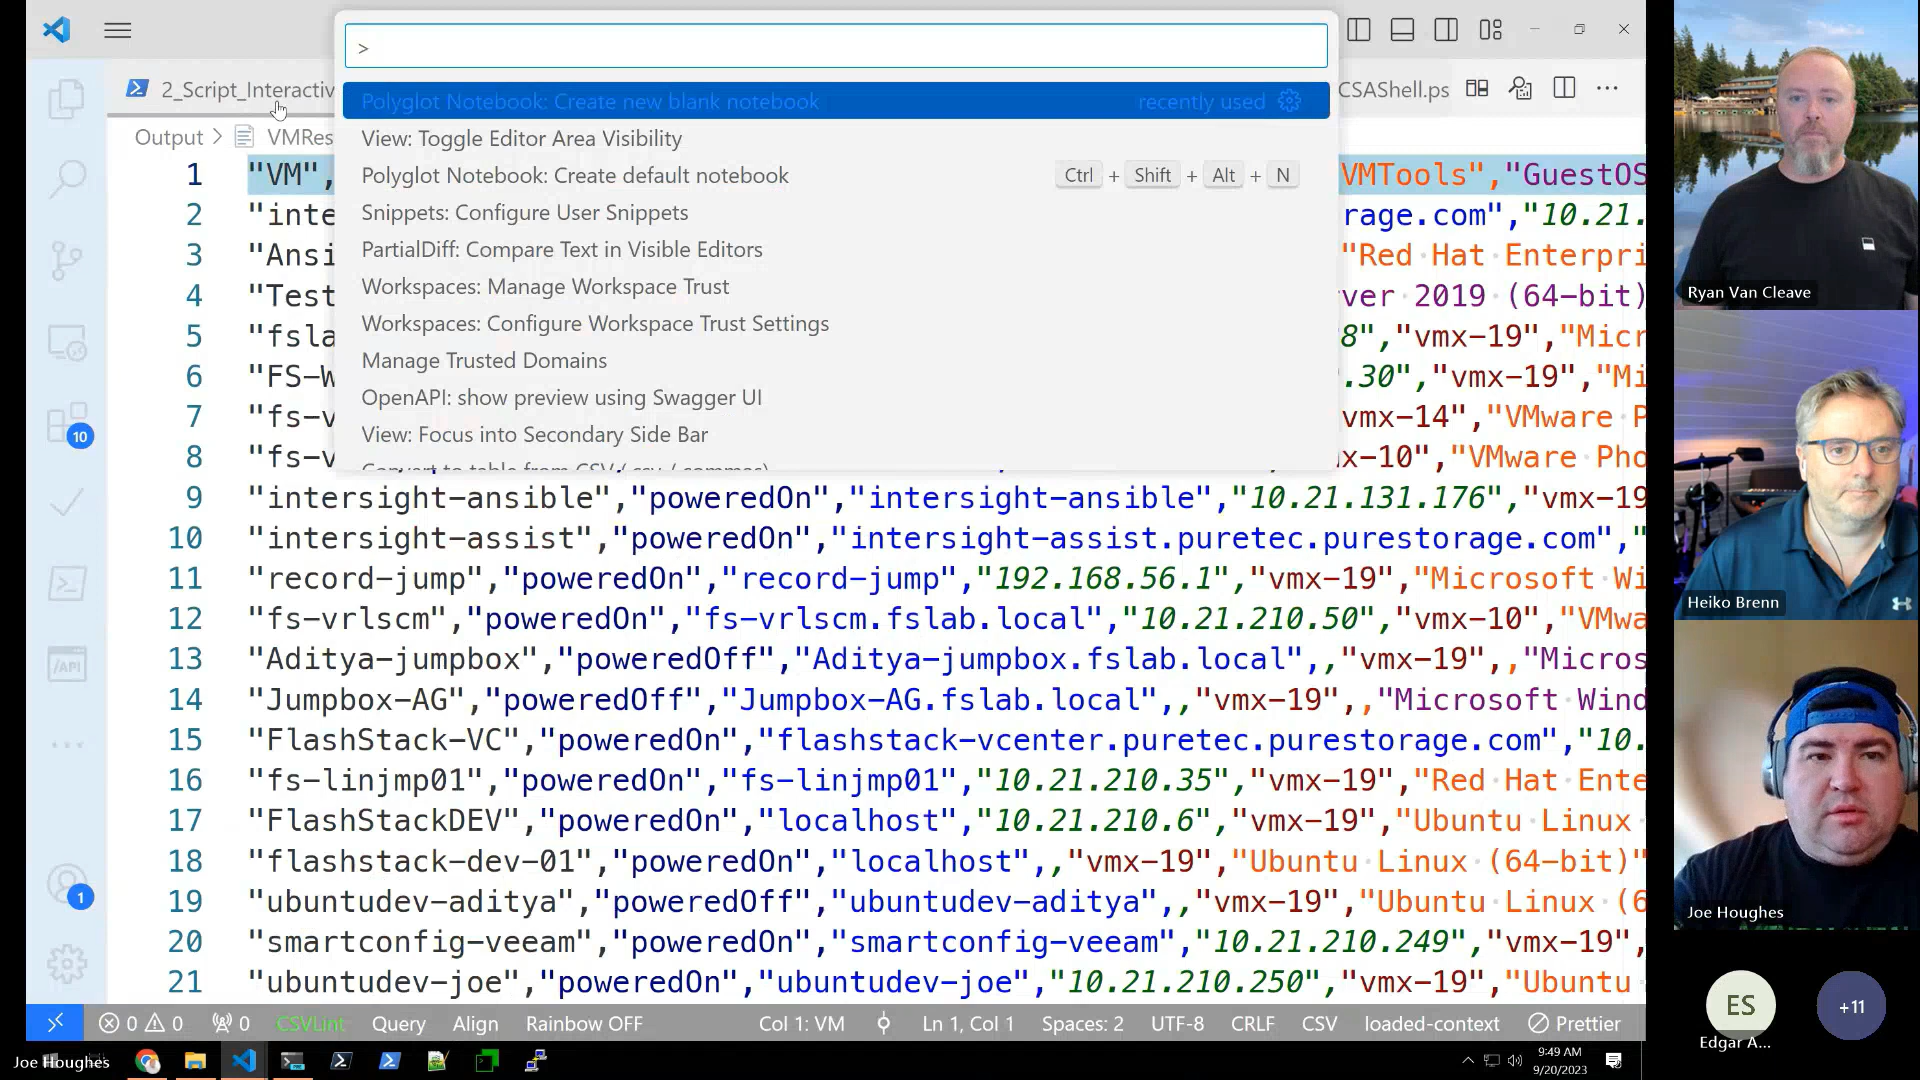 >
2_Script_Interactiv
Polyglot Notebook: Create new blank notebook recently used
CSAShell.ps
Output > VMRes
View: Toggle Editor Area Visibility
Polyglot Notebook: Create default notebook Ctrl + Shift + Alt + N
Snippets: Configure User Snippets
PartialDiff: Compare Text in Visible Editors
Workspaces: Manage Workspace Trust
Workspaces: Configure Workspace Trust Settings
Manage Trusted Domains
OpenAPI: show preview using Swagger UI
View: Focus into Secondary Side Bar
Convert to table from CSV (.csv / commas)
1 "VM", VMTools","GuestOS
2 "inte rage.com","10.21.
3 "Ansi "Red Hat Enterpri
4 "Test ver 2019 (64-bit)
5 "fsla 8","vmx-19","Micr
6 "FS-W .30","vmx-19","Mi
7 "fs-v vmx-14","VMware P
8 "fs-v x-10","VMware Pho
9 "intersight-ansible","poweredOn","intersight-ansible","10.21.131.176","vmx-19
10 "intersight-assist","poweredOn","intersight-assist.puretec.purestorage.com","
11 "record-jump","poweredOn","record-jump","192.168.56.1","vmx-19","Microsoft Wi
12 "fs-vrlscm","poweredOn","fs-vrlscm.fslab.local","10.21.210.50","vmx-10","VMwa
13 "Aditya-jumpbox","poweredOff","Aditya-jumpbox.fslab.local",,"vmx-19",,"Micros
14 "Jumpbox-AG","poweredOff","Jumpbox-AG.fslab.local",,"vmx-19",,"Microsoft Wind
15 "FlashStack-VC","poweredOn","flashstack-vcenter.puretec.purestorage.com","10.
16 "fs-linjmp01","poweredOn","fs-linjmp01","10.21.210.35","vmx-19","Red Hat Ente
17 "FlashStackDEV","poweredOn","localhost","10.21.210.6","vmx-19","Ubuntu Linux
18 "flashstack-dev-01","poweredOn","localhost",,"vmx-19","Ubuntu Linux (64-bit)"
19 "ubuntudev-aditya","poweredOff","ubuntudev-aditya",,"vmx-19","Ubuntu Linux (6
20 "smartconfig-veeam","poweredOn","smartconfig-veeam","10.21.210.249","vmx-19",
21 "ubuntudev-joe","poweredOn","ubuntudev-joe","10.21.210.250","vmx-19","Ubuntu
10
/API
1
0 0 0 CSVLint Query Align Rainbow OFF Col 1: VM Ln 1, Col 1 Spaces: 2 UTF-8 CRLF CSV loaded-context Prettier
Joe Houghes
9:49 AM
9/20/2023
Ryan Van Cleave
Heiko Brenn
Joe Houghes
ES
Edgar A...
+11